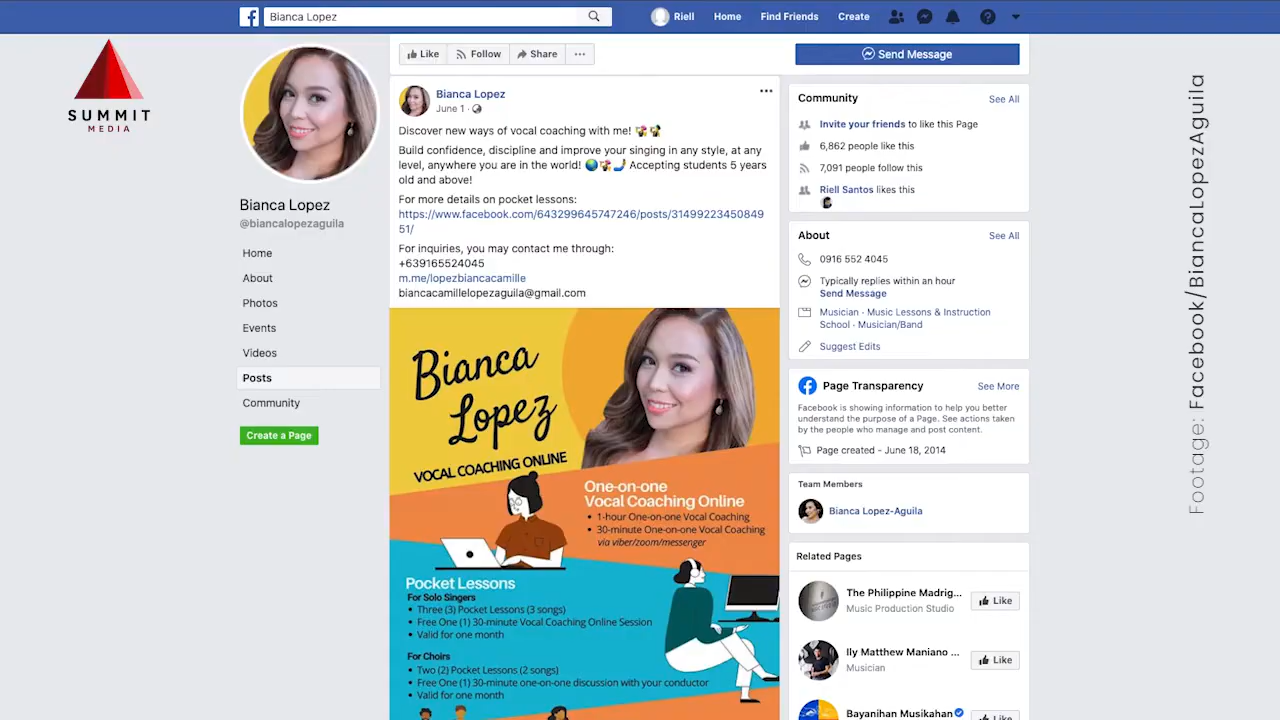 Bianca Lopez
Riell
Home
Find Friends
Create
SUMMIT
MEDIA
Bianca Lopez
@biancalopezaguila
Home
About
Photos
Events
Videos
Posts
Community
Create a Page
Like
Follow
Share
Send Message
Bianca Lopez
June 1 ·
Discover new ways of vocal coaching with me!
Build confidence, discipline and improve your singing in any style, at any
level, anywhere you are in the world! Accepting students 5 years
old and above!
For more details on pocket lessons:
https://www.facebook.com/643299645747246/posts/31499223450849
51/
For inquiries, you may contact me through:
+639165524045
m.me/lopezbiancacamille
biancacamillelopezaguila@gmail.com
Bianca
Lopez
VOCAL COACHING ONLINE
One-on-one
Vocal Coaching Online
• 1-hour One-on-one Vocal Coaching
• 30-minute One-on-one Vocal Coaching
via viber/zoom/messenger
Pocket Lessons
For Solo Singers
• Three (3) Pocket Lessons (3 songs)
• Free One (1) 30-minute Vocal Coaching Online Session
• Valid for one month
For Choirs
• Two (2) Pocket Lessons (2 songs)
• Free One (1) 30-minute one-on-one discussion with your conductor
• Valid for one month
Community
See All
Invite your friends to like this Page
6,862 people like this
7,091 people follow this
Riell Santos likes this
About
See All
0916 552 4045
Typically replies within an hour
Send Message
Musician · Music Lessons & Instruction
School · Musician/Band
Suggest Edits
Page Transparency
See More
Facebook is showing information to help you better
understand the purpose of a Page. See actions taken
by the people who manage and post content.
Page created - June 18, 2014
Team Members
Bianca Lopez-Aguila
Related Pages
The Philippine Madrig...
Music Production Studio
Like
Ily Matthew Maniano ...
Musician
Like
Bayanihan Musikahan
Like
Footage: Facebook/BiancaLopezAguila